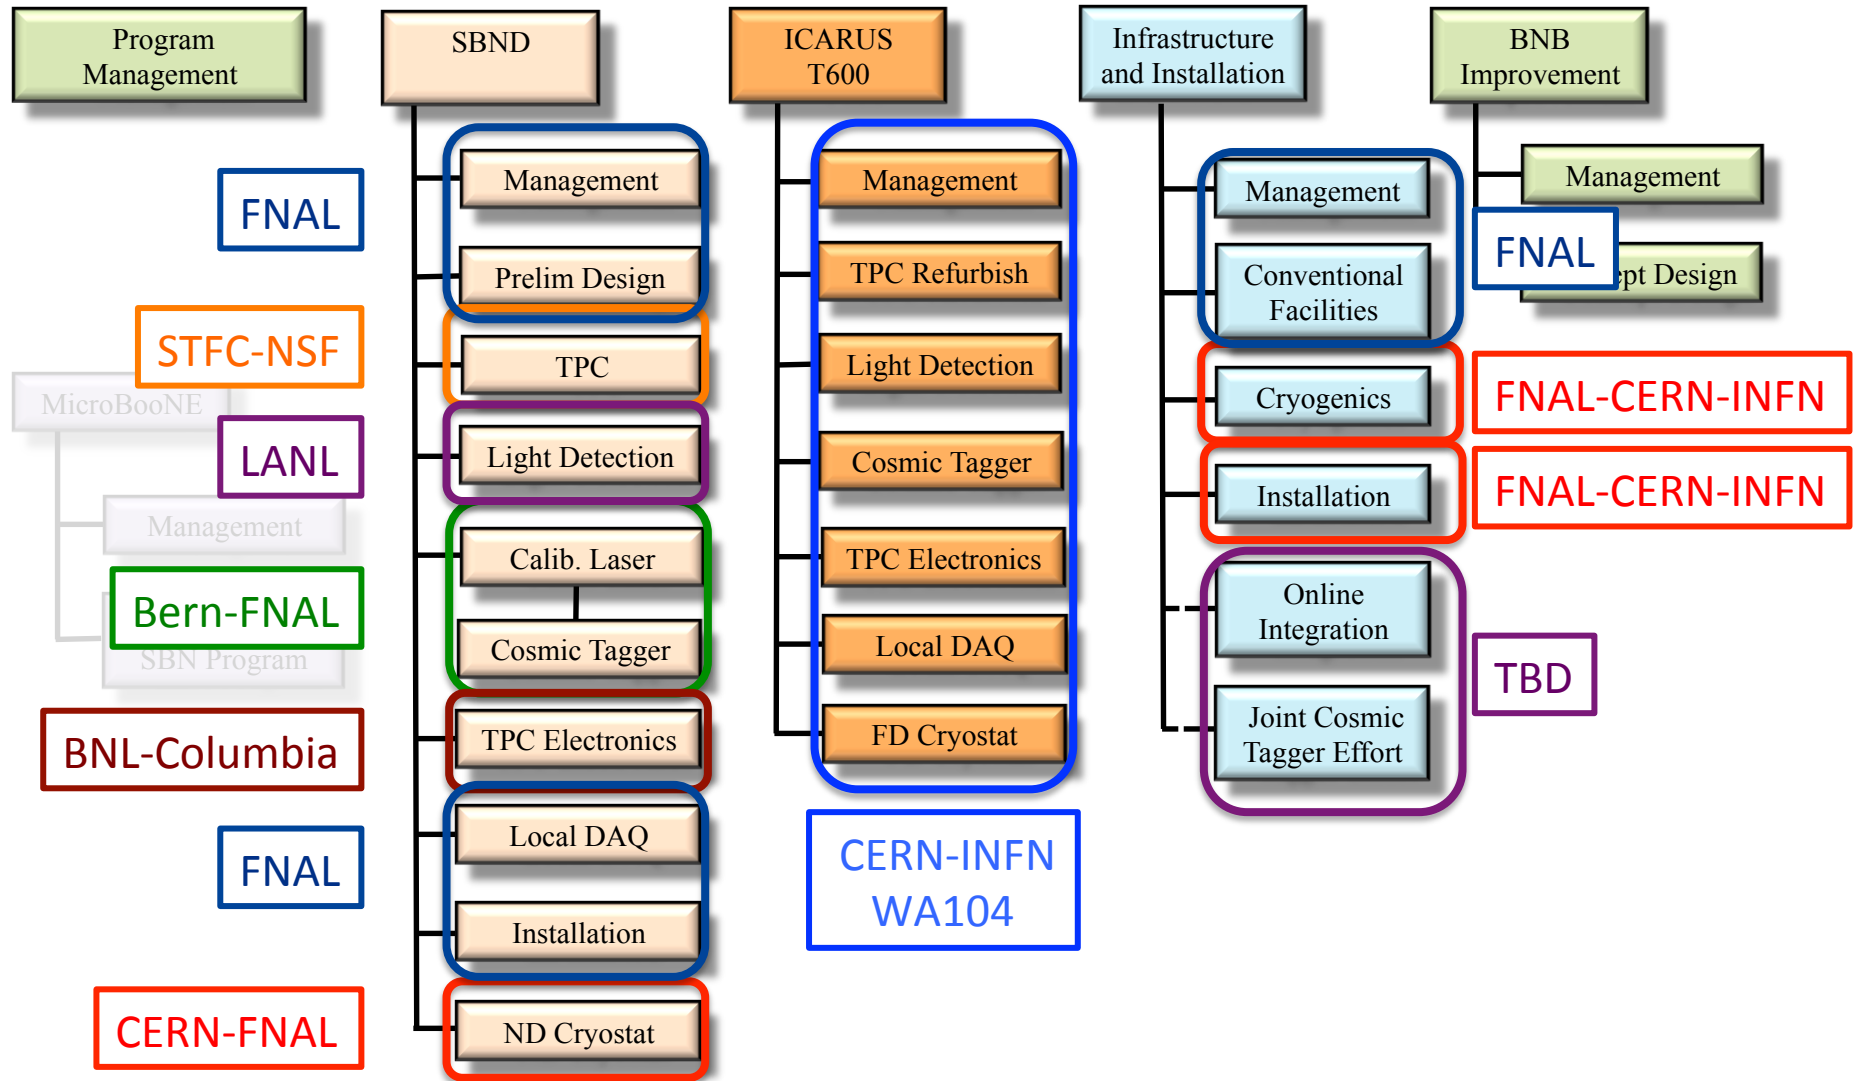 Program
Management
SBND
ICARUS
T600
Infrastructure
and Installation
BNB
Improvement
FNAL
STFC-NSF
MicroBooNE
LANL
Management
Bern-FNAL
SBN Program
BNL-Columbia
FNAL
CERN-FNAL
Management
Prelim Design
TPC
Light Detection
Calib. Laser
Cosmic Tagger
TPC Electronics
Local DAQ
Installation
ND Cryostat
Management
TPC Refurbish
Light Detection
Cosmic Tagger
TPC Electronics
Local DAQ
FD Cryostat
CERN-INFN
WA104
Management
Conventional
Facilities
Cryogenics
Installation
Online
Integration
Joint Cosmic
Tagger Effort
Management
FNAL
ept Design
FNAL-CERN-INFN
FNAL-CERN-INFN
TBD